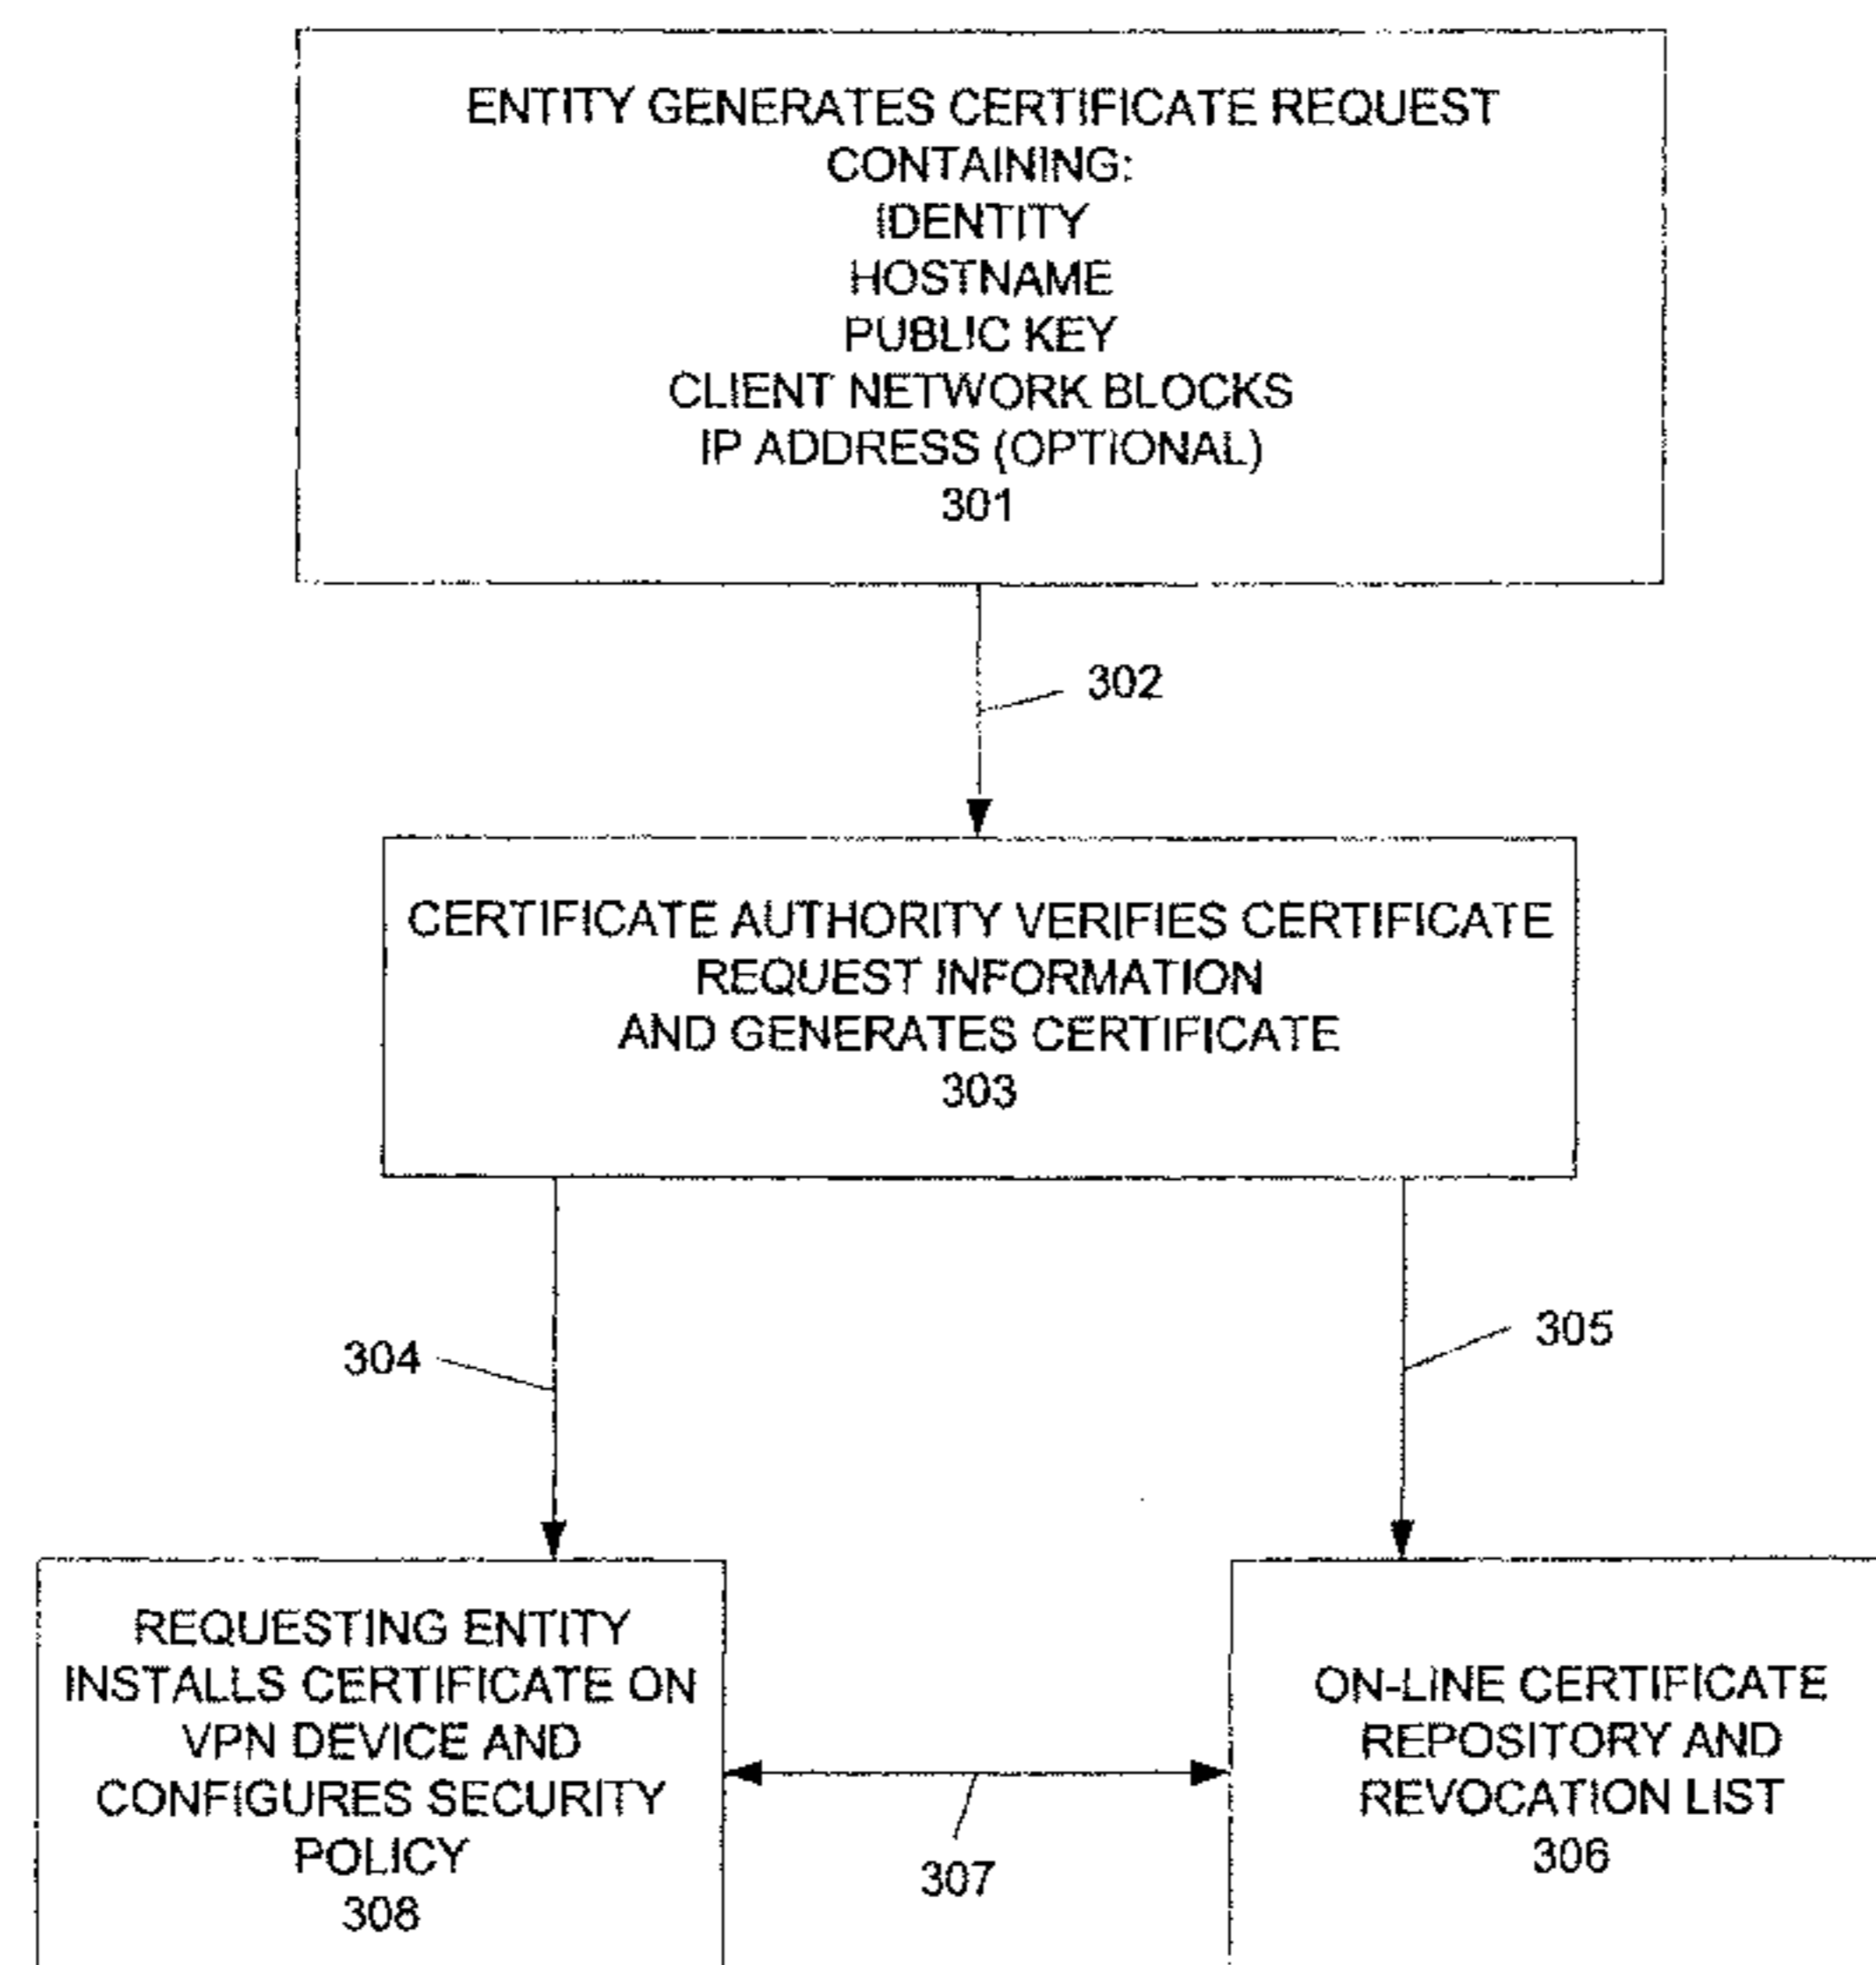 ENTITY GENERATES CERTIFICATE REQUEST
CONTAINING:
IDENTITY
HOSTNAME
PUBLIC KEY
CLIENT NETWORK BLOCKS
IP ADDRESS (OPTIONAL)
301
302
CERTIFICATE AUTHORITY VERIFIES CERTIFICATE
REQUEST INFORMATION
AND GENERATES CERTIFICATE
303
304
305
REQUESTING ENTITY
INSTALLS CERTIFICATE ON
VPN DEVICE AND
CONFIGURES SECURITY
POLICY
308
307
ON-LINE CERTIFICATE
REPOSITORY AND
REVOCATION LIST
306